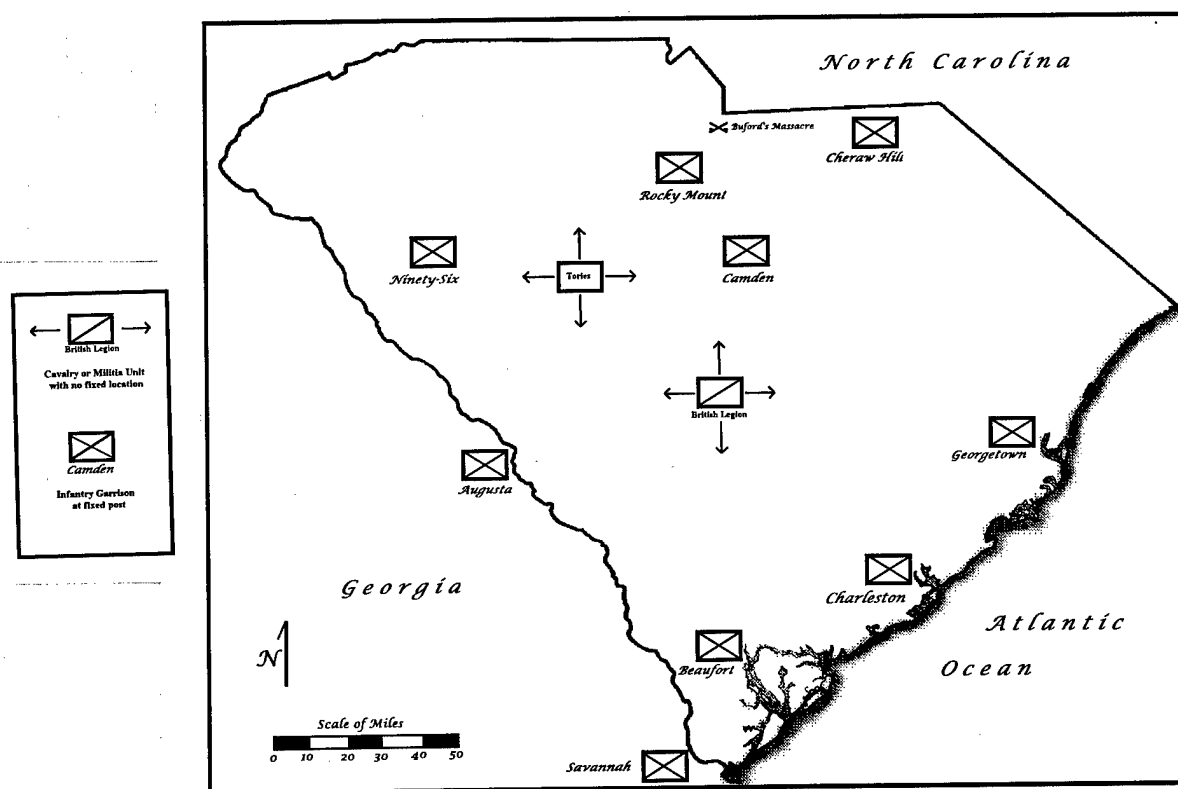 North Carolina
Buford's Massacre
Cheraw Hill
Rocky Mount
Ninety-Six
Tories
Camden
British Legion
British Legion
Cavalry or Militia Unit
with no fixed location
Camden
Infantry Garrison
at fixed post
Georgetown
Augusta
Georgia
Charleston
Atlantic
Ocean
N
Beaufort
Scale of Miles
0 10 20 30 40 50
Savannah